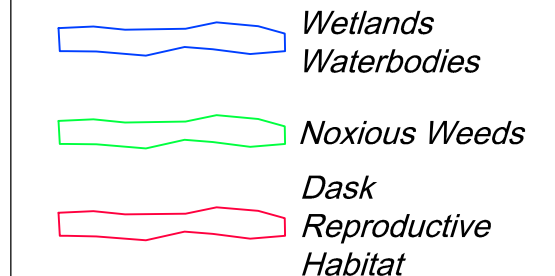 Wetlands
Waterbodies
Noxious Weeds
Dask
Reproductive
Habitat